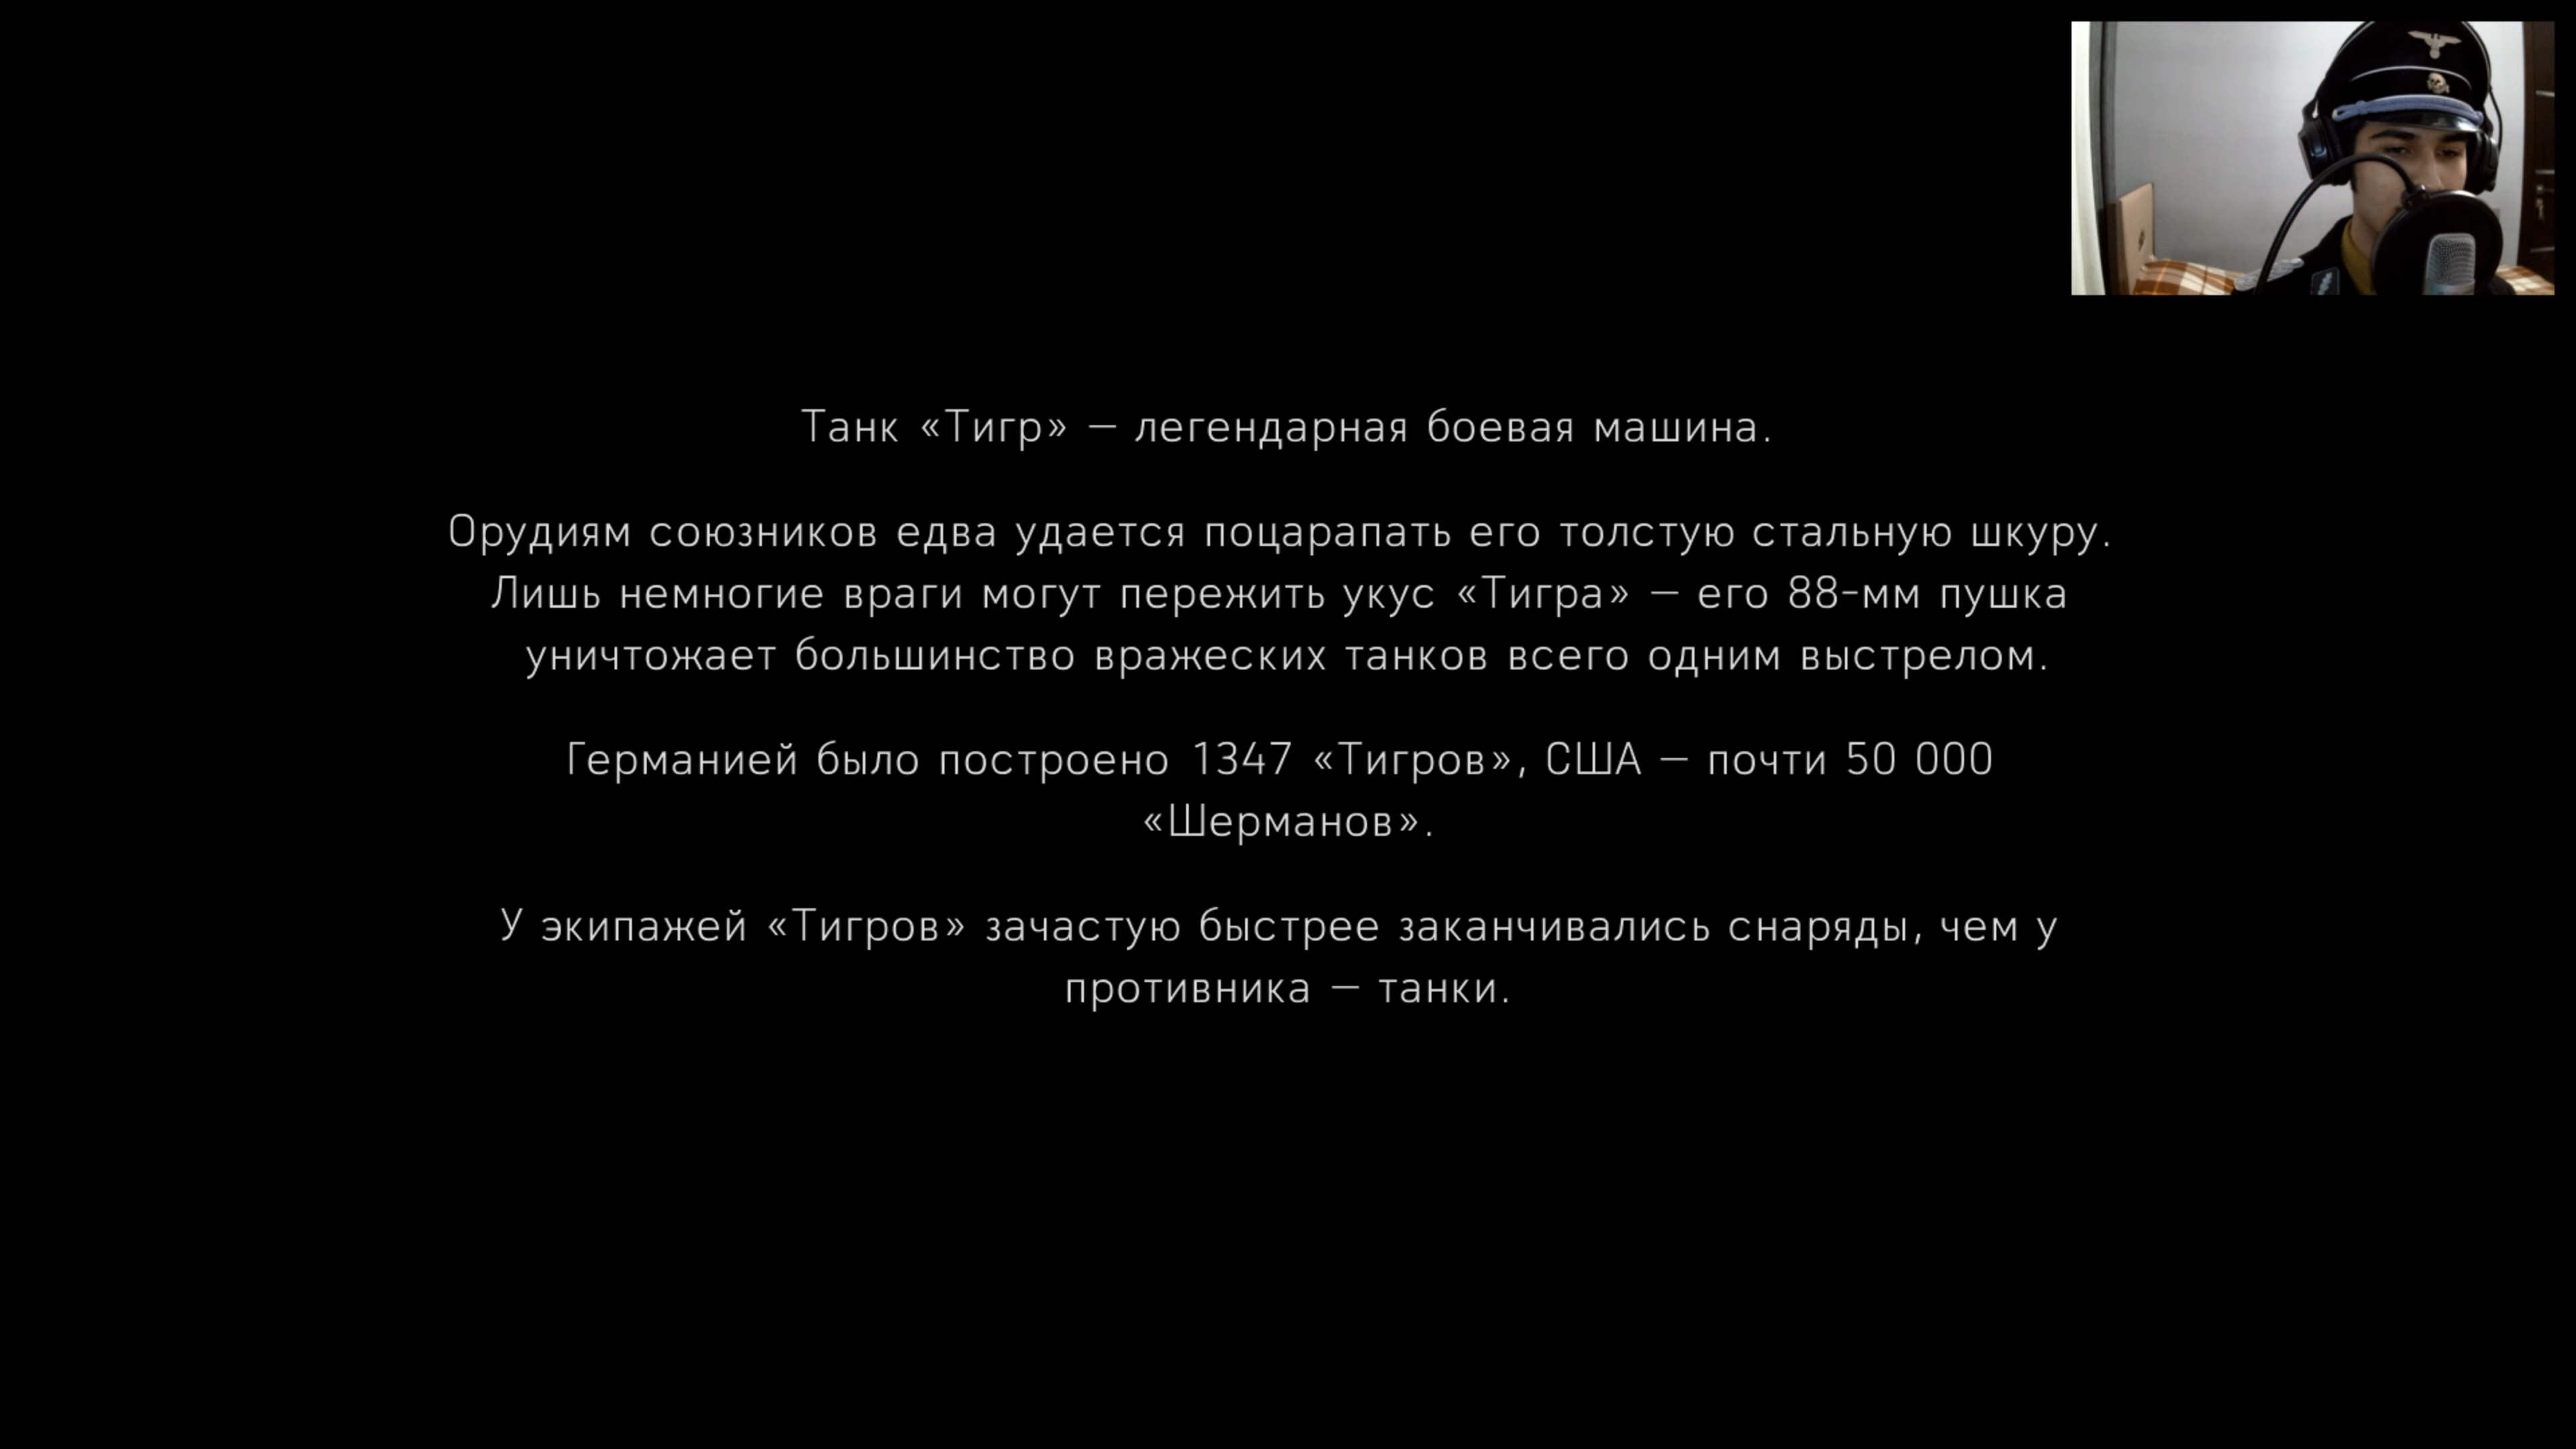 Танк «Тигр» — легендарная боевая машина.
Орудиям союзников едва удается поцарапать его толстую стальную шкуру.
Лишь немногие враги могут пережить укус «Тигра» — его 88-мм пушка
уничтожает большинство вражеских танков всего одним выстрелом.
Германией было построено 1347 «Тигров», США — почти 50 000
«Шерманов».
У экипажей «Тигров» зачастую быстрее заканчивались снаряды, чем у
противника — танки.